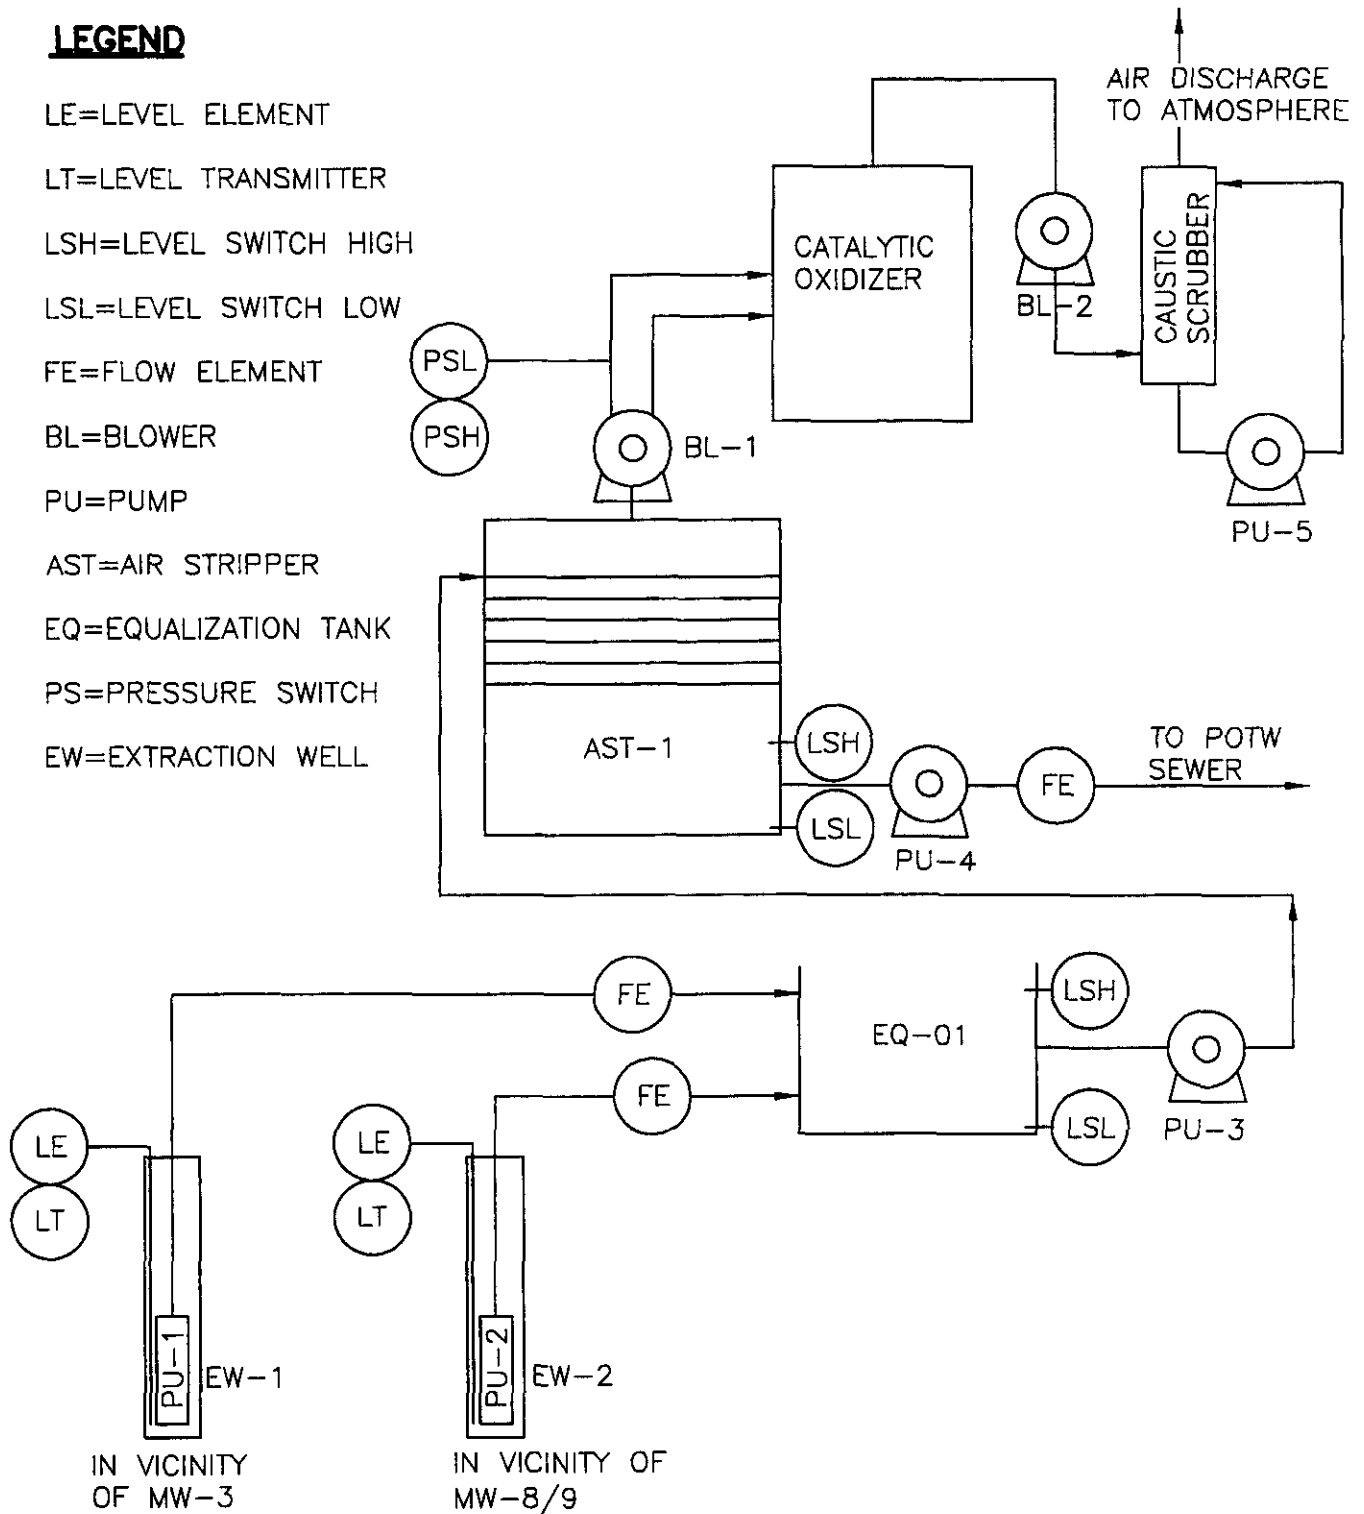 LEGEND
LE=LEVEL ELEMENT
LT=LEVEL TRANSMITTER
LSH=LEVEL SWITCH HIGH
LSL=LEVEL SWITCH LOW
FE=FLOW ELEMENT
BL=BLOWER
PU=PUMP
AST=AIR STRIPPER
EQ=EQUALIZATION TANK
PS=PRESSURE SWITCH
EW=EXTRACTION WELL
AIR DISCHARGE
TO ATMOSPHERE
CATALYTIC
OXIDIZER
BL-2
CAUSTIC
SCRUBBER
PSL
PSH
BL-1
PU-5
AST-1
LSH
LSL
PU-4
FE
TO POTW
SEWER
FE
FE
EQ-01
LSH
LSL
PU-3
LE
LT
LE
LT
PU-1
EW-1
PU-2
EW-2
IN VICINITY
OF MW-3
IN VICINITY OF
MW-8/9